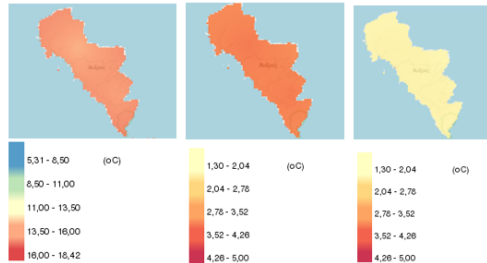 5,31 - 8,50 (oC)
8,50 - 11,00
11,00 - 13,50
13,50 - 16,00
16,00 - 18,42
1,30 - 2,04 (oC)
2,04 - 2,78
2,78 - 3,52
3,52 - 4,26
4,26 - 5,00
1,30 - 2,04 (oC)
2,04 - 2,78
2,78 - 3,52
3,52 - 4,26
4,26 - 5,00